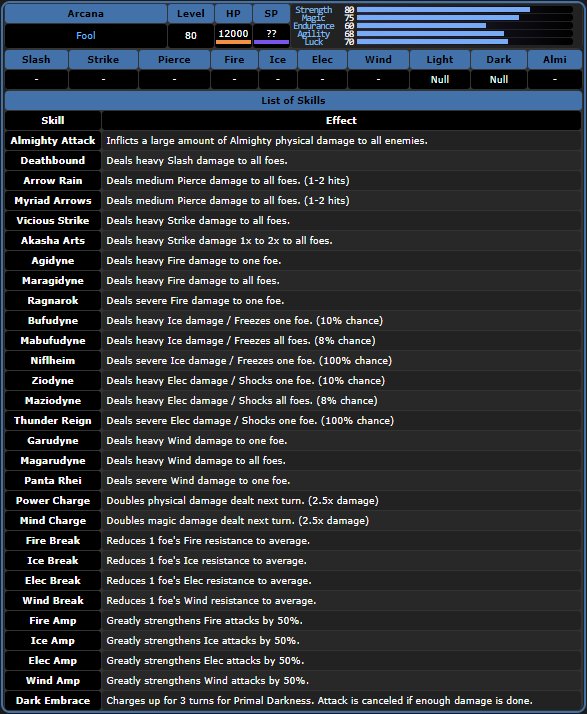 Arcana Level HP SP
Fool 80 12000 ??
Strength 80
Magic 75
Endurance 60
Agility 68
Luck 70
Slash Strike Pierce Fire Ice Elec Wind Light Dark Almi
- - - - - - - Null Null -
List of Skills
Skill Effect
Almighty Attack Inflicts a large amount of Almighty physical damage to all enemies.
Deathbound Deals heavy Slash damage to all foes.
Arrow Rain Deals medium Pierce damage to all foes. (1-2 hits)
Myriad Arrows Deals medium Pierce damage to all foes. (1-2 hits)
Vicious Strike Deals heavy Strike damage to all foes.
Akasha Arts Deals heavy Strike damage 1x to 2x to all foes.
Agidyne Deals heavy Fire damage to one foe.
Maragidyne Deals heavy Fire damage to all foes.
Ragnarok Deals severe Fire damage to one foe.
Bufudyne Deals heavy Ice damage / Freezes one foe. (10% chance)
Mabufudyne Deals heavy Ice damage / Freezes all foes. (8% chance)
Niflheim Deals severe Ice damage / Freezes one foe. (100% chance)
Ziodyne Deals heavy Elec damage / Shocks one foe. (10% chance)
Maziodyne Deals heavy Elec damage / Shocks all foes. (8% chance)
Thunder Reign Deals severe Elec damage / Shocks one foe. (100% chance)
Garudyne Deals heavy Wind damage to one foe.
Magarudyne Deals heavy Wind damage to all foes.
Panta Rhei Deals severe Wind damage to one foe.
Power Charge Doubles physical damage dealt next turn. (2.5x damage)
Mind Charge Doubles magic damage dealt next turn. (2.5x damage)
Fire Break Reduces 1 foe's Fire resistance to average.
Ice Break Reduces 1 foe's Ice resistance to average.
Elec Break Reduces 1 foe's Elec resistance to average.
Wind Break Reduces 1 foe's Wind resistance to average.
Fire Amp Greatly strengthens Fire attacks by 50%.
Ice Amp Greatly strengthens Ice attacks by 50%.
Elec Amp Greatly strengthens Elec attacks by 50%.
Wind Amp Greatly strengthens Wind attacks by 50%.
Dark Embrace Charges up for 3 turns for Primal Darkness. Attack is canceled if enough damage is done.